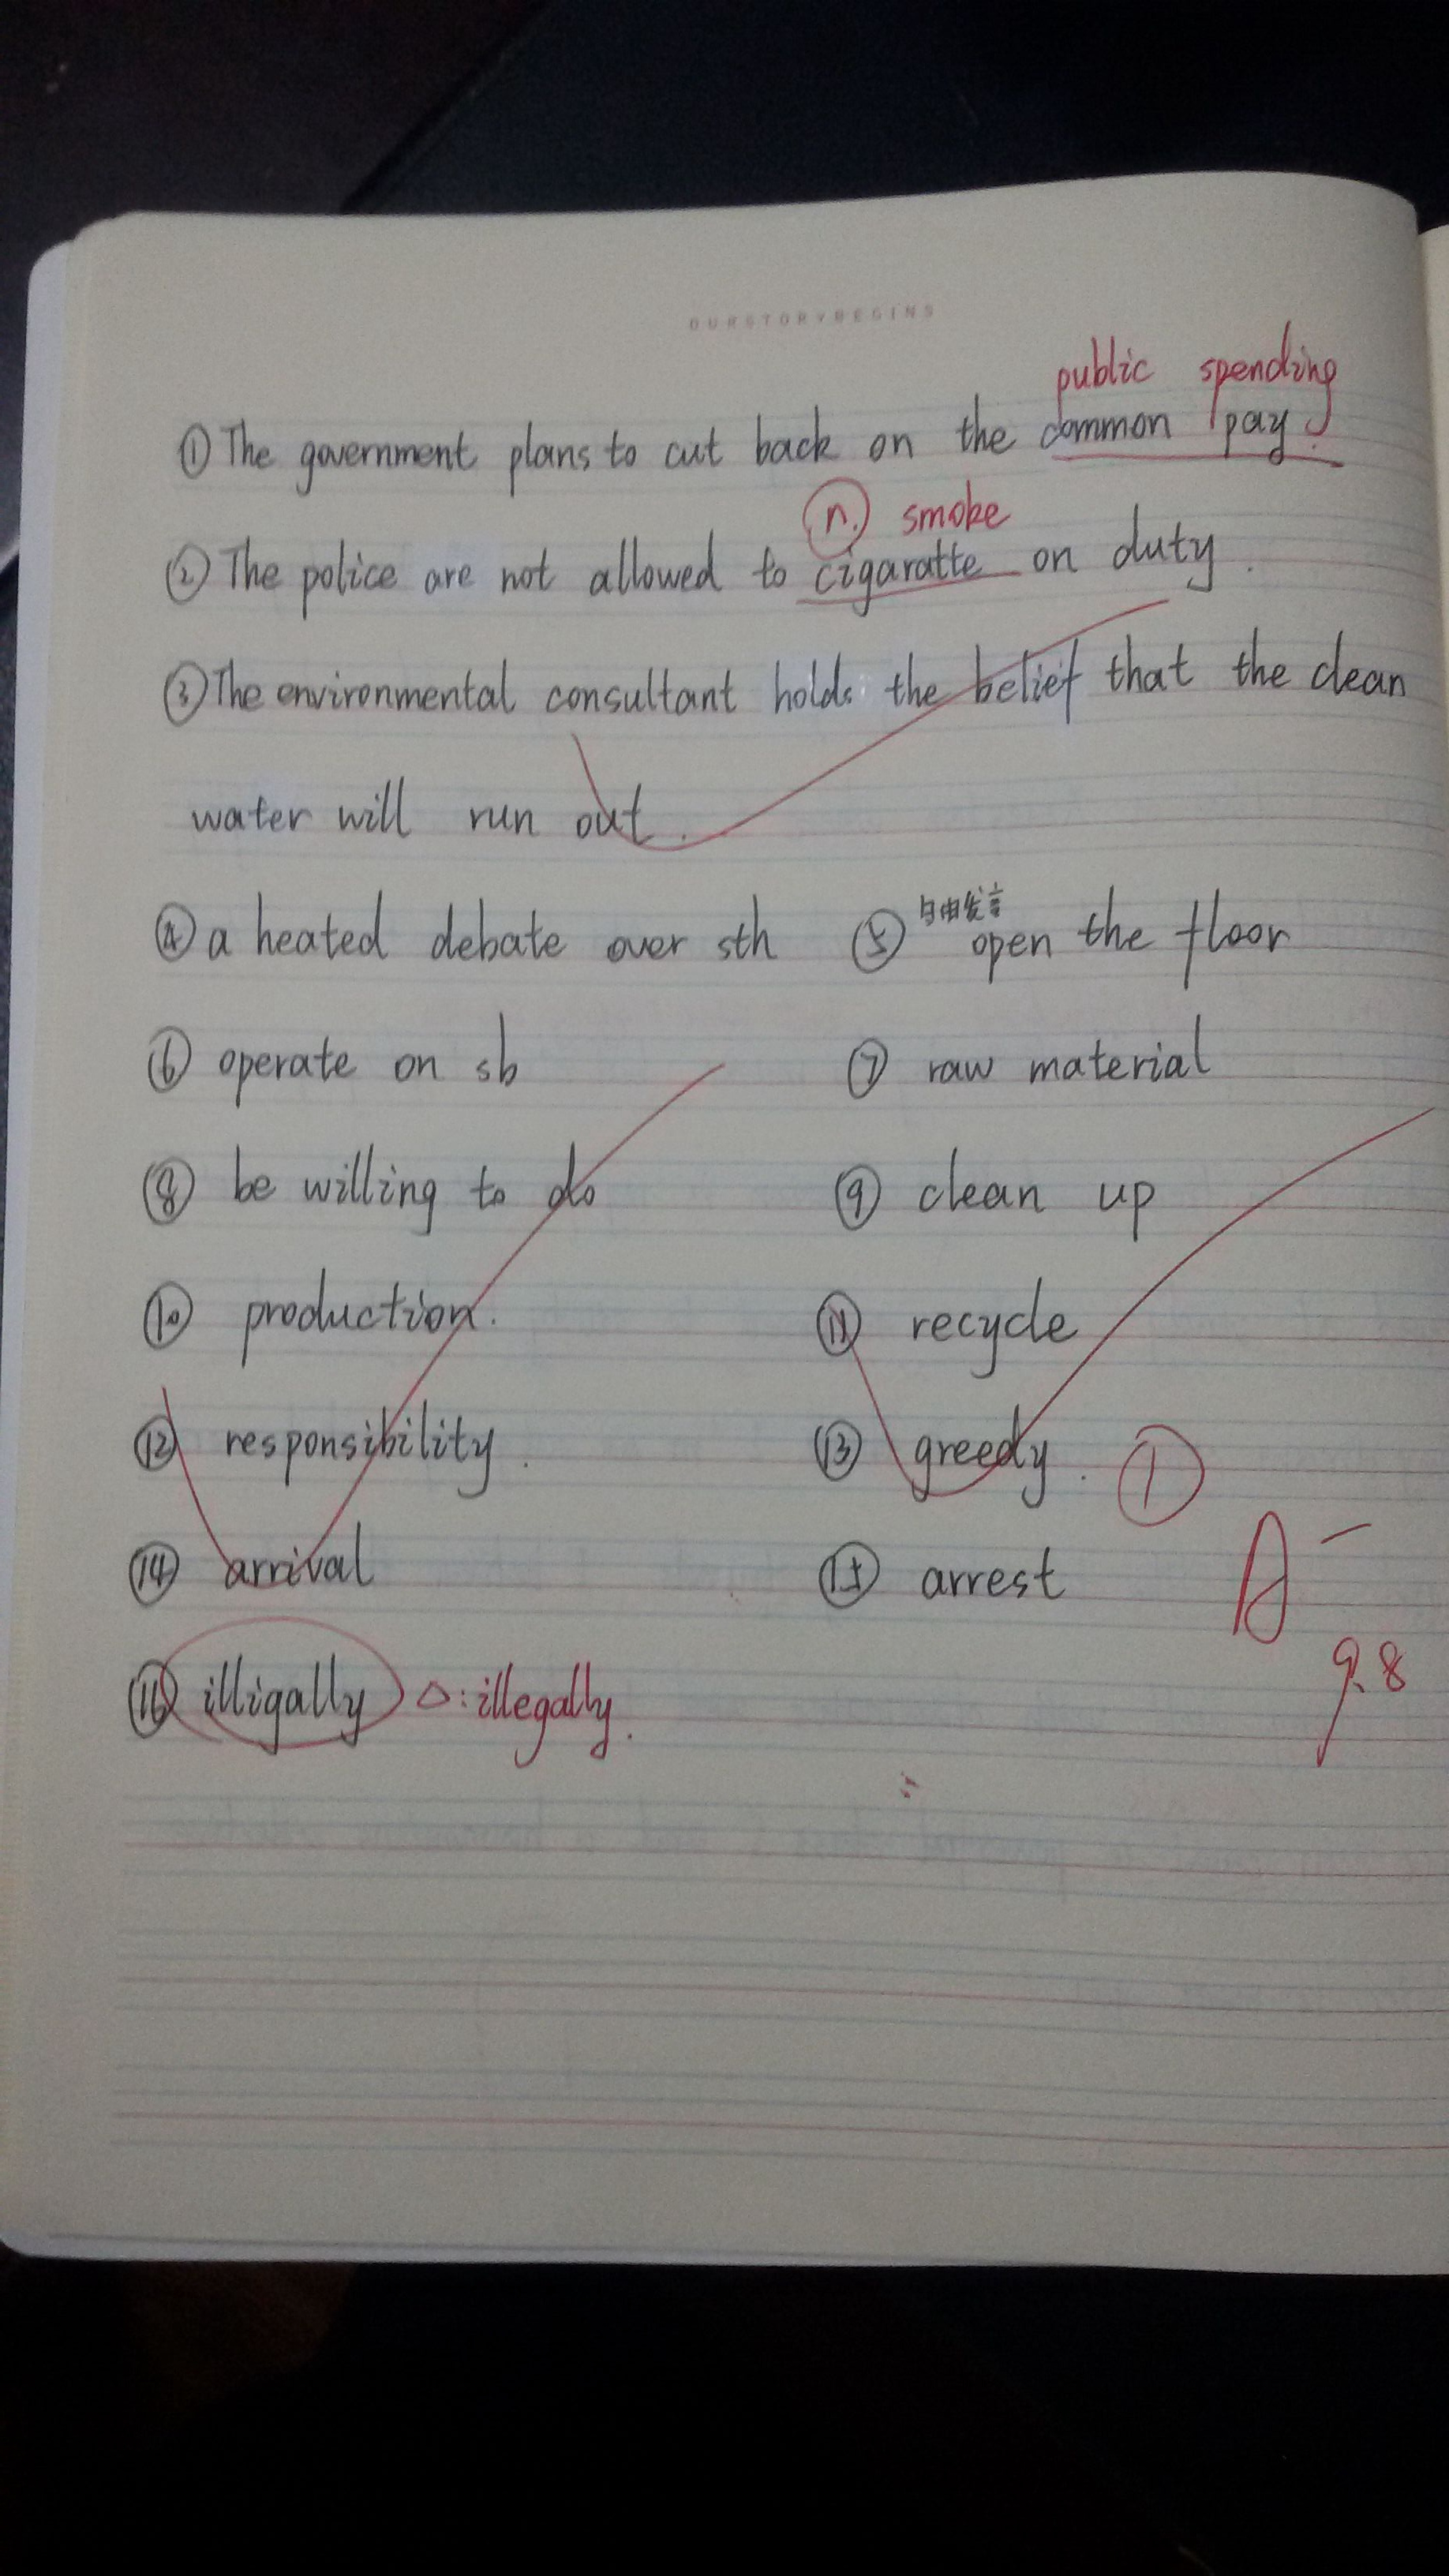 OURSTORYBEGINS
public spending
① The government plans to cut back on the common pay.
n. smoke
② The police are not allowed to cigaratte on duty.
③ The environmental consultant holds the belief that the clean
water will run out.
④ a heated debate over sth ⑤ 自由发言 open the floor
⑥ operate on sb ⑦ raw material
⑧ be willing to do ⑨ clean up
⑩ production. ⑪ recycle
⑫ responsibility. ⑬ greedy. ①
⑭ arrival ⑮ arrest A-
⑯ illigally △: illegally. 9.8